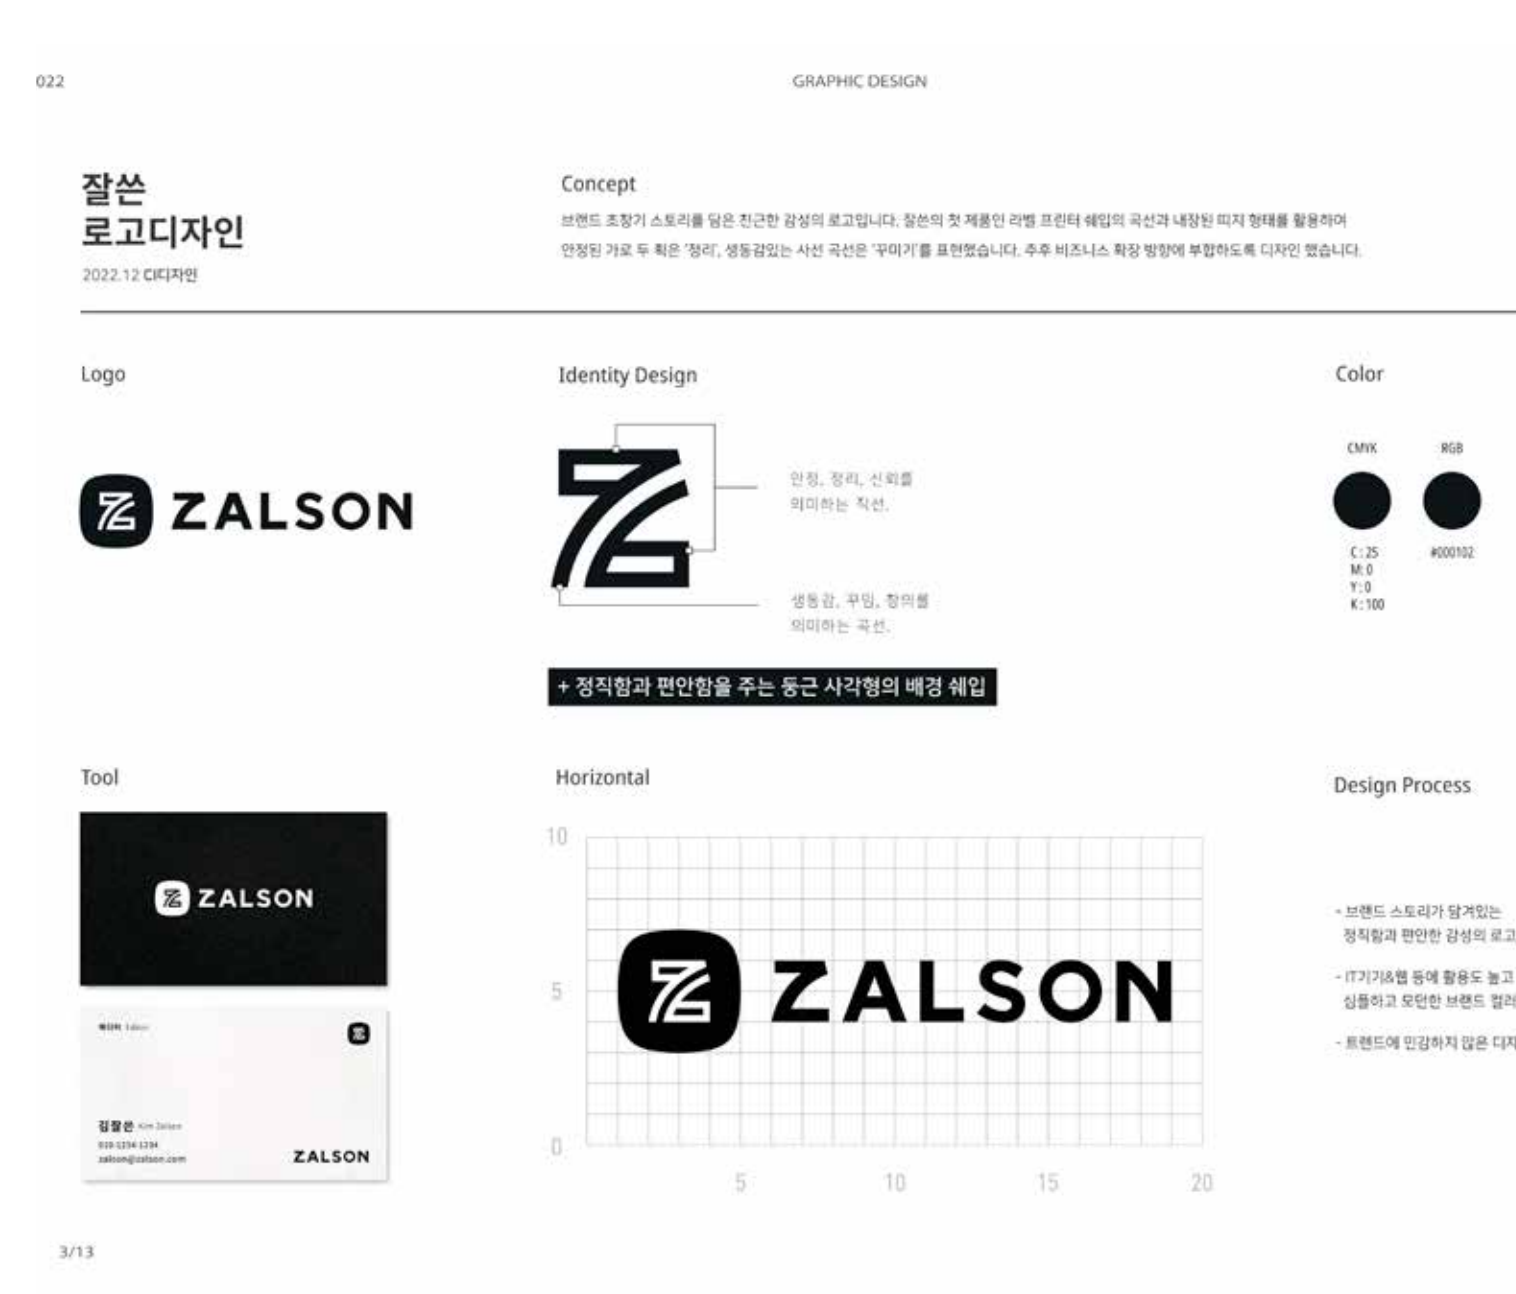 022
GRAPHIC DESIGN
잘쓴
로고디자인
2022.12 CI디자인
Concept
브랜드 초창기 스토리를 담은 친근한 감성의 로고입니다. 잘쓴의 첫 제품인 라벨 프린터 쉐입의 곡선과 내장된 띠지 형태를 활용하여
안정된 가로 두 획은 '정리', 생동감있는 사선 곡선은 '꾸미기'를 표현했습니다. 추후 비즈니스 확장 방향에 부합하도록 디자인 했습니다.
Logo
ZALSON
Identity Design
안정, 정리, 신뢰를
의미하는 직선.
생동감, 꾸밈, 창의를
의미하는 곡선.
+ 정직함과 편안함을 주는 둥근 사각형의 배경 쉐입
Color
CMYK
RGB
C : 25
M: 0
Y : 0
K : 100
#000102
Tool
ZALSON
김잘쓴 Kim Zalson
010-1234-1234
zalson@zalson.com
ZALSON
Horizontal
10
5
0
ZALSON
5
10
15
20
Design Process
- 브랜드 스토리가 담겨있는
정직함과 편안한 감성의 로고
- IT기기&웹 등에 활용도 높고
심플하고 모던한 브랜드 컬러
- 트렌드에 민감하지 않은 디자
3/13